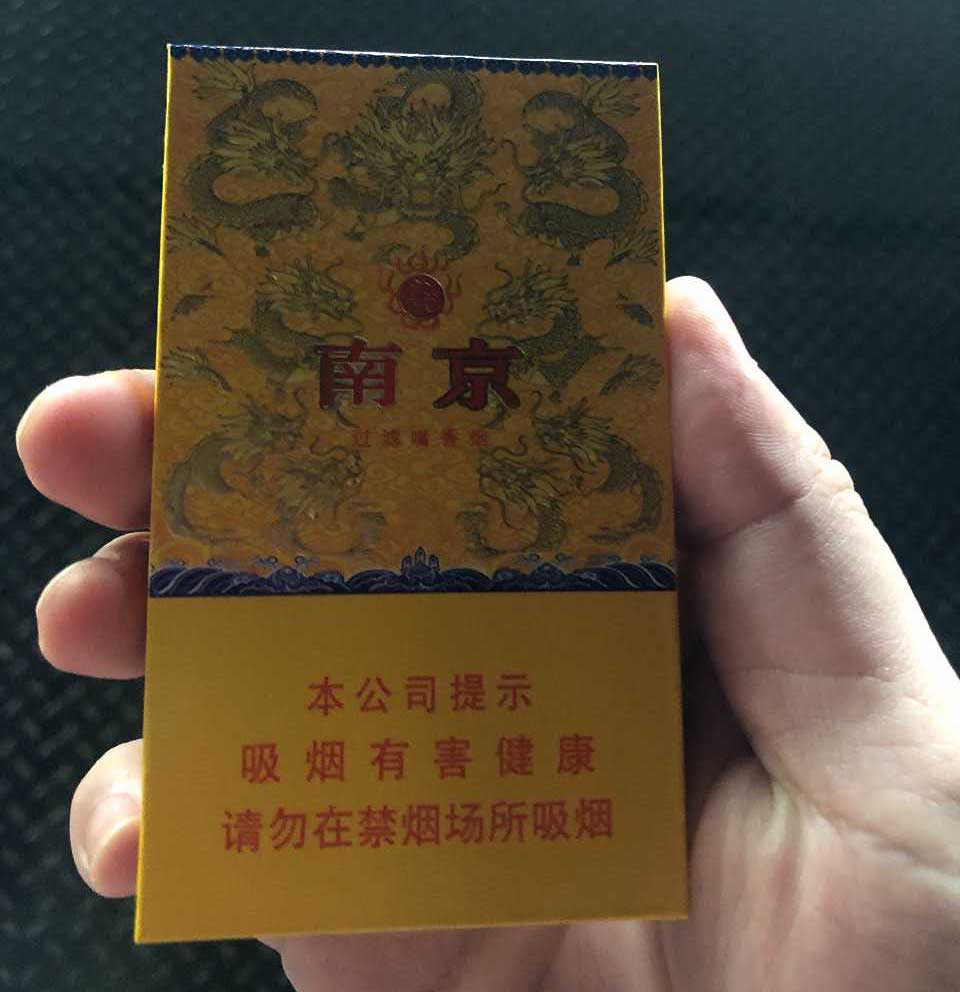 南京
过滤嘴香烟
本公司提示
吸烟有害健康
请勿在禁烟场所吸烟